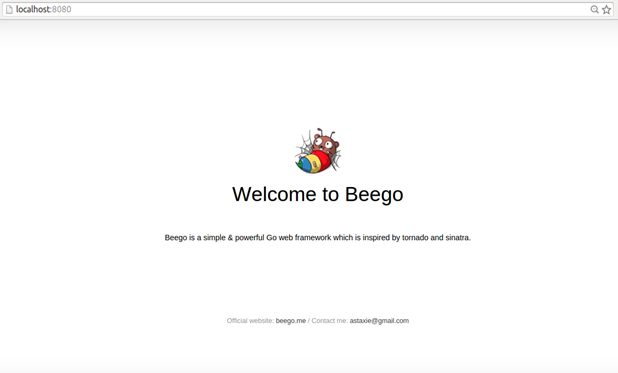 localhost:8080
Welcome to Beego
Beego is a simple & powerful Go web framework which is inspired by tornado and sinatra.
Official website: beego.me / Contact me: astaxie@gmail.com